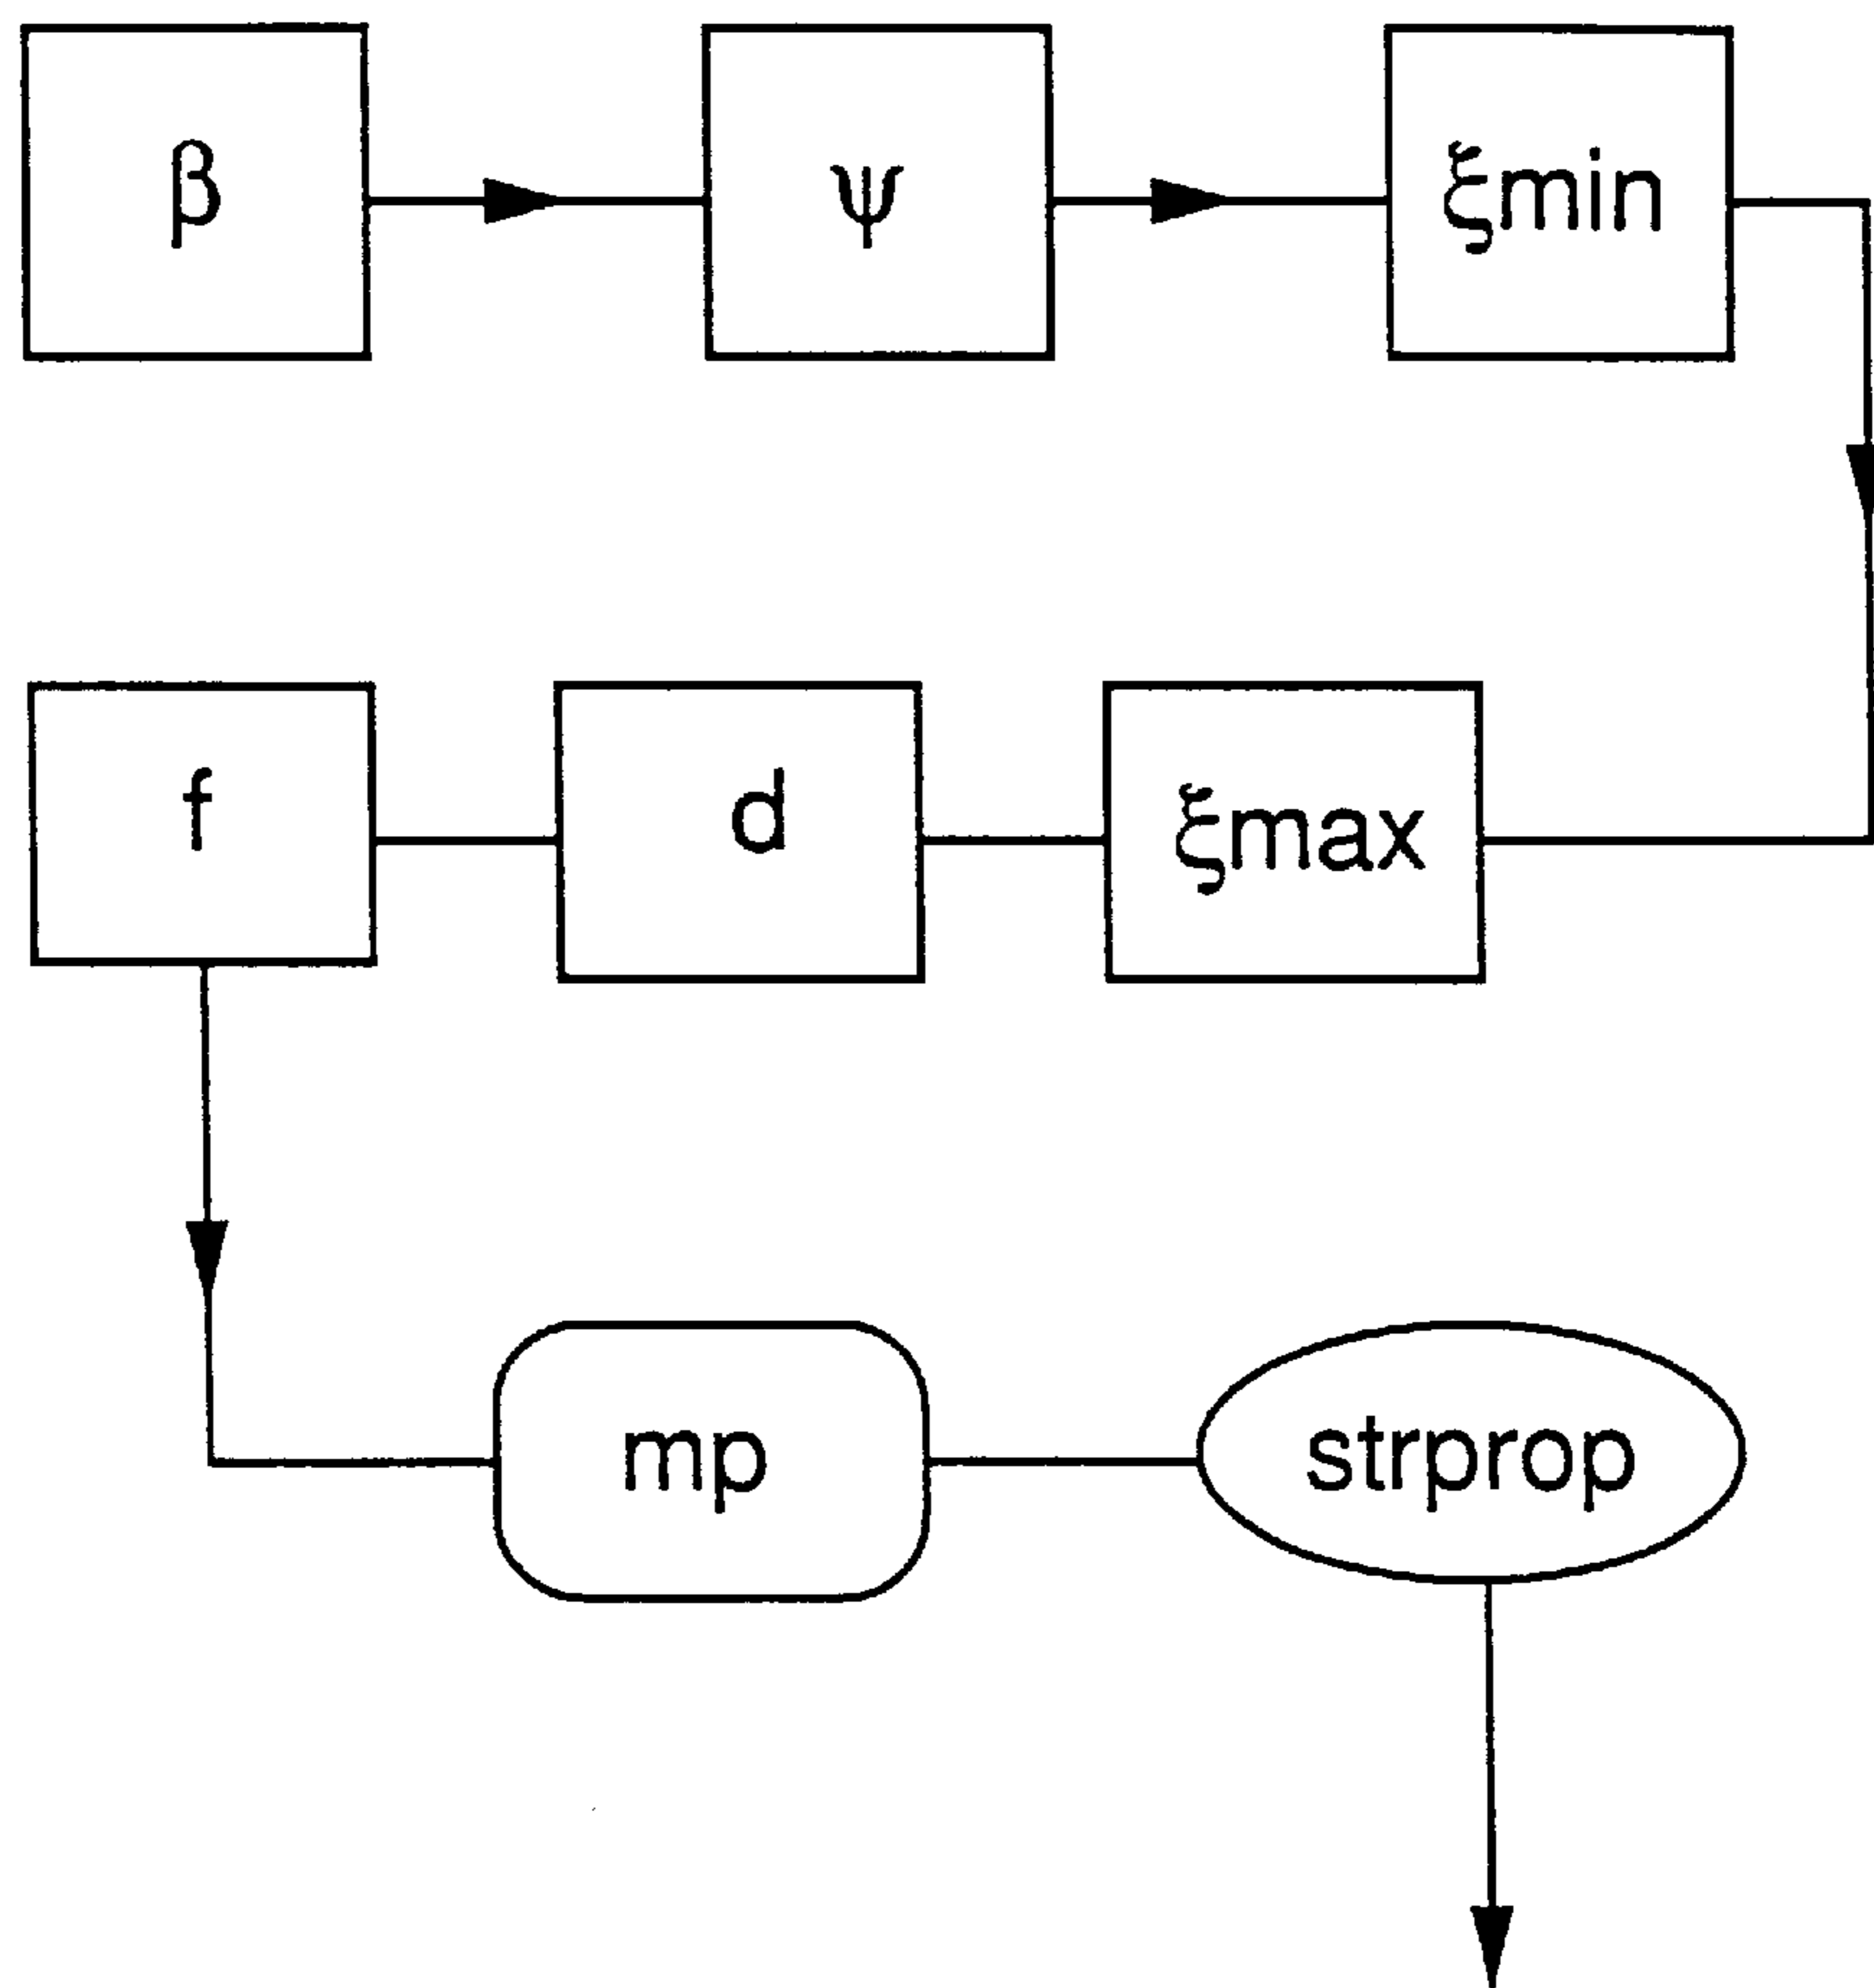 β
ψ
ξmin
f
d
ξmax
mp
strprop